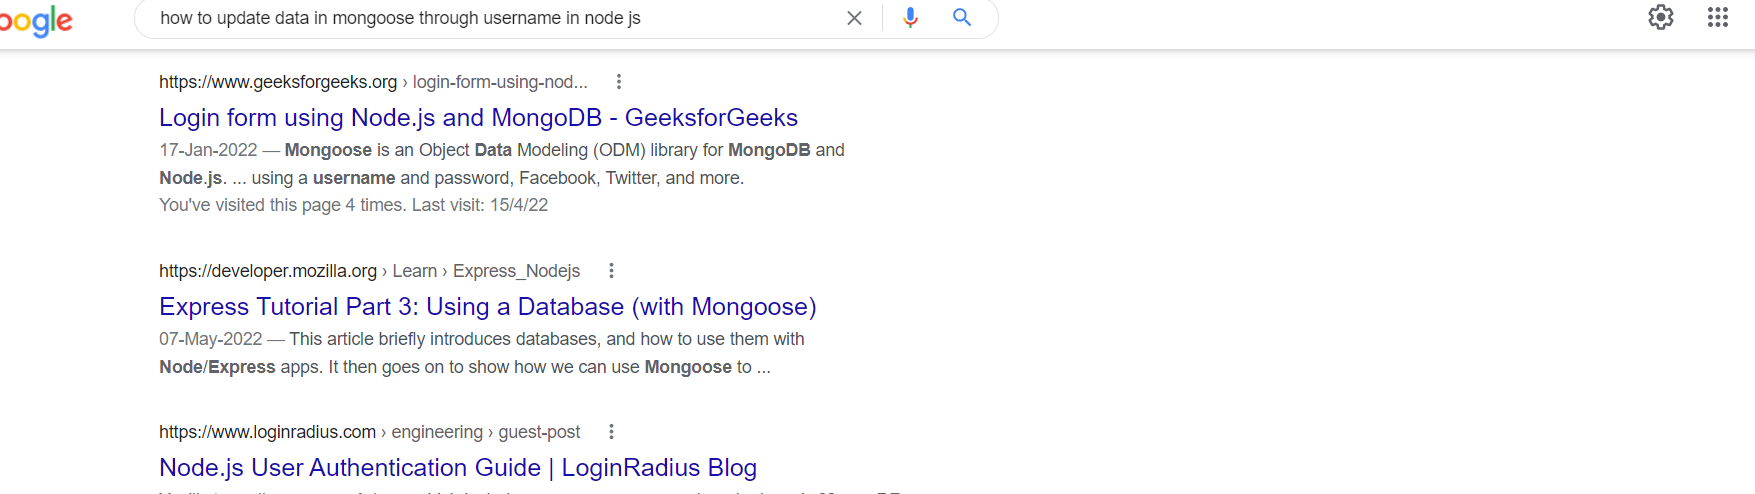 oogle
how to update data in mongoose through username in node js
https://www.geeksforgeeks.org › login-form-using-nod...
Login form using Node.js and MongoDB - GeeksforGeeks
17-Jan-2022 — Mongoose is an Object Data Modeling (ODM) library for MongoDB and
Node.js. ... using a username and password, Facebook, Twitter, and more.
You've visited this page 4 times. Last visit: 15/4/22
https://developer.mozilla.org › Learn › Express_Nodejs
Express Tutorial Part 3: Using a Database (with Mongoose)
07-May-2022 — This article briefly introduces databases, and how to use them with
Node/Express apps. It then goes on to show how we can use Mongoose to ...
https://www.loginradius.com › engineering › guest-post
Node.js User Authentication Guide | LoginRadius Blog